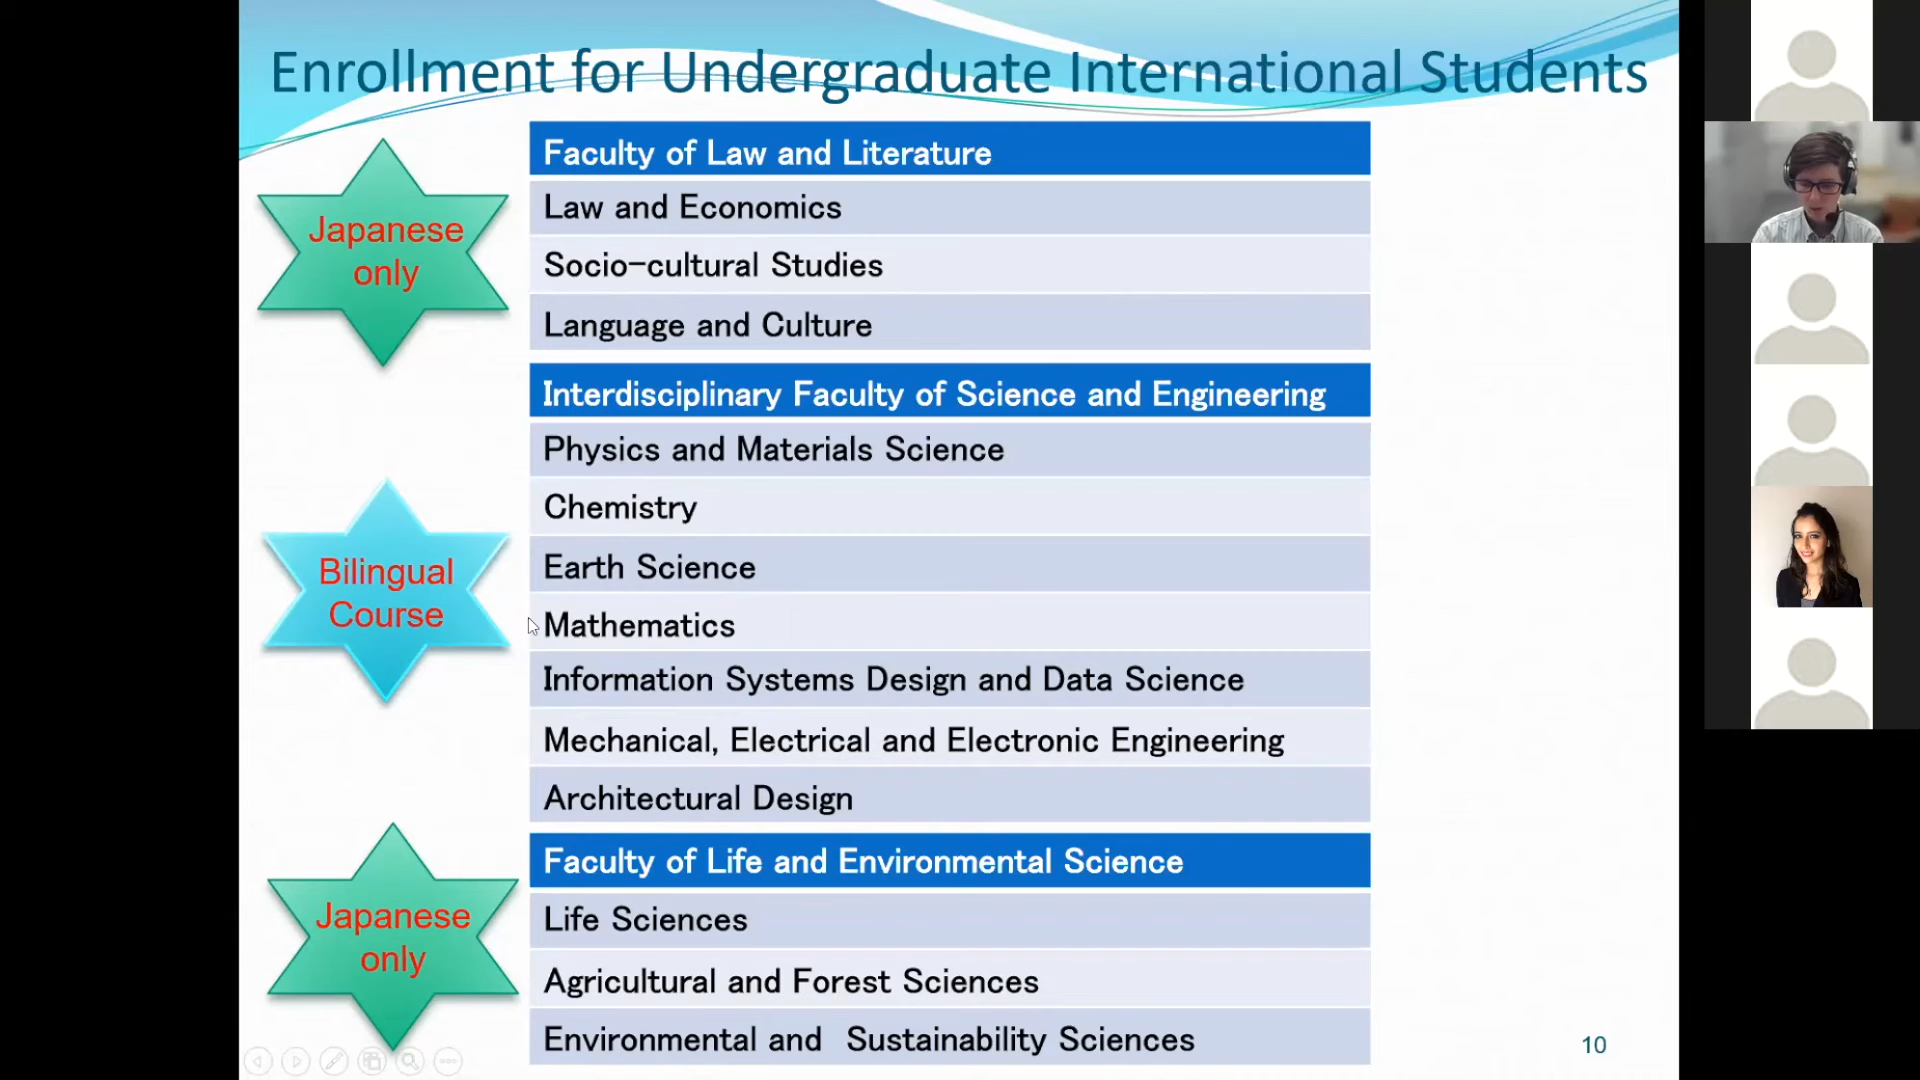 Enrollment for Undergraduate International Students
Japanese
only
Faculty of Law and Literature
Law and Economics
Socio-cultural Studies
Language and Culture
Bilingual
Course
Interdisciplinary Faculty of Science and Engineering
Physics and Materials Science
Chemistry
Earth Science
Mathematics
Information Systems Design and Data Science
Mechanical, Electrical and Electronic Engineering
Architectural Design
Japanese
only
Faculty of Life and Environmental Science
Life Sciences
Agricultural and Forest Sciences
Environmental and  Sustainability Sciences
10